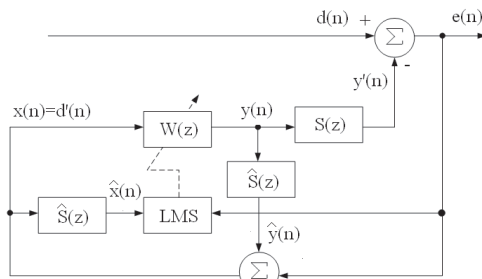 d(n) + e(n)
Σ
-
y'(n)
x(n)=d'(n) y(n)
W(z) S(z)
Ŝ(z)
x̂(n)
Ŝ(z) LMS
ŷ(n)
Σ